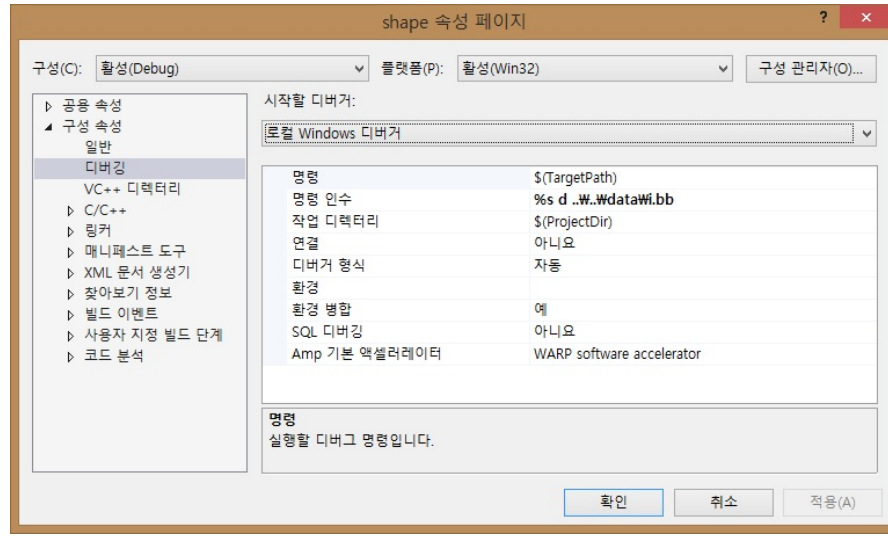 shape 속성 페이지
?
구성(C): 활성(Debug) 플랫폼(P): 활성(Win32) 구성 관리자(O)...
공용 속성
구성 속성
일반
디버깅
VC++ 디렉터리
C/C++
링커
매니페스트 도구
XML 문서 생성기
찾아보기 정보
빌드 이벤트
사용자 지정 빌드 단계
코드 분석
시작할 디버거:
로컬 Windows 디버거
명령 $(TargetPath)
명령 인수 %s d ..₩..₩data₩i.bb
작업 디렉터리 $(ProjectDir)
연결 아니요
디버거 형식 자동
환경
환경 병합 예
SQL 디버깅 아니요
Amp 기본 액셀러레이터 WARP software accelerator
명령
실행할 디버그 명령입니다.
확인 취소 적용(A)